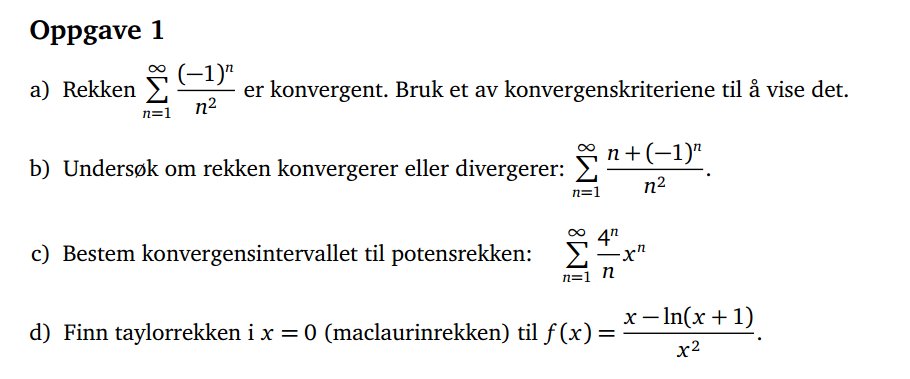 Oppgave 1
a) Rekken $\sum_{n=1}^{\infty} \frac{(-1)^n}{n^2}$ er konvergent. Bruk et av konvergenskriteriene til å vise det.
b) Undersøk om rekken konvergerer eller divergerer: $\sum_{n=1}^{\infty} \frac{n+(-1)^n}{n^2}$.
c) Bestem konvergensintervallet til potensrekken: $\sum_{n=1}^{\infty} \frac{4^n}{n} x^n$
d) Finn taylorrekken i $x = 0$ (maclaurinrekken) til $f(x) = \frac{x - \ln(x+1)}{x^2}$.